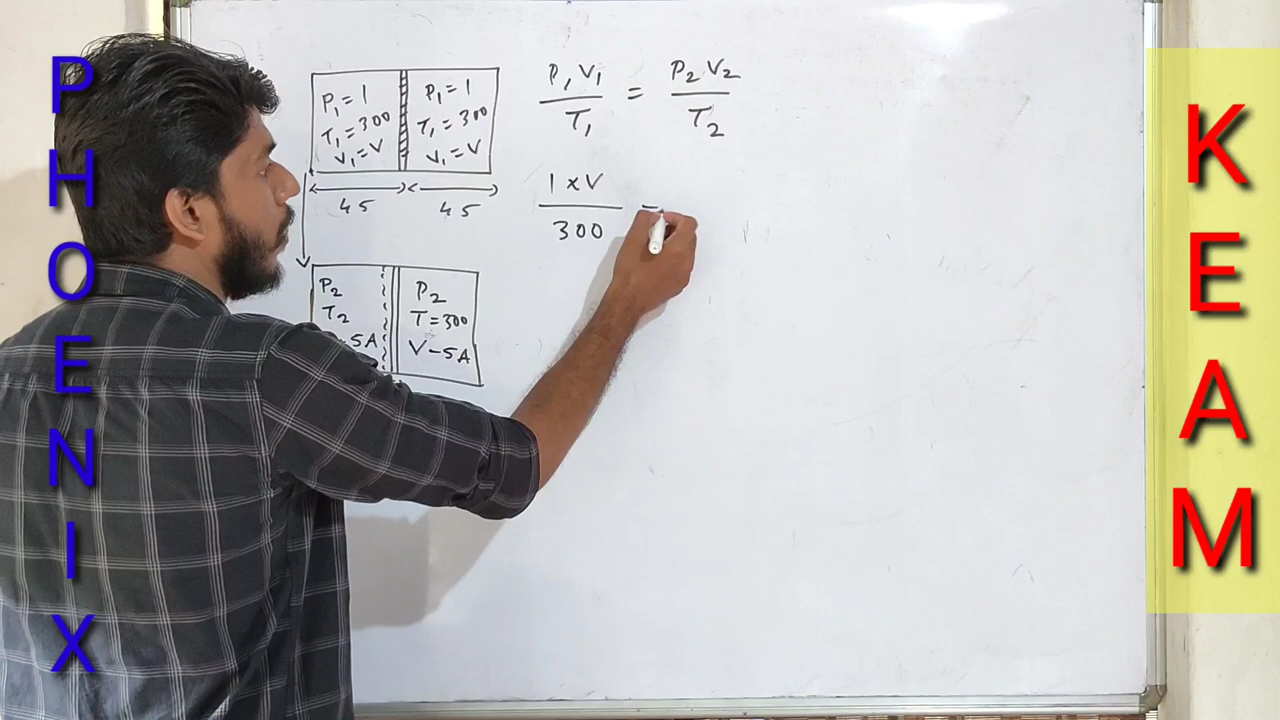 PHOENIX
P₁ = 1
T₁ = 300
V₁ = V
P₁ = 1
T₁ = 300
V₁ = V
45
45
P₂
T₂
- 5A
P₂
T = 300
V - 5A
P₁ V₁ / T₁ = P₂ V₂ / T₂
1 × V / 300 =
KEAM